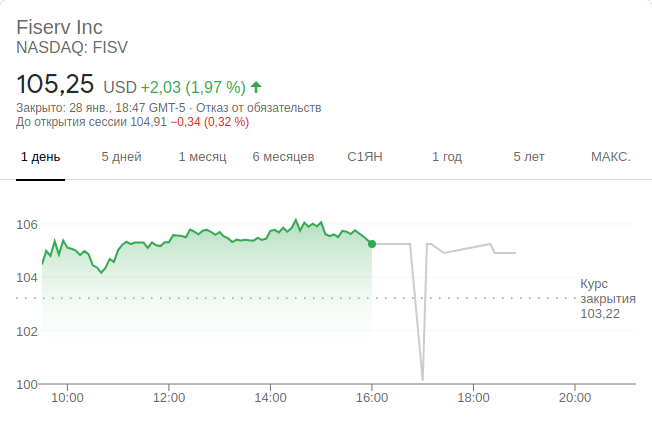 Fiserv Inc
NASDAQ: FISV
105,25 USD +2,03 (1,97 %)
Закрыто: 28 янв., 18:47 GMT-5 · Отказ от обязательств
До открытия сессии 104,91 −0,34 (0,32 %)
1 день 5 дней 1 месяц 6 месяцев С1ЯН 1 год 5 лет МАКС.
106
104
Курс
закрытия
103,22
102
100
10:00 12:00 14:00 16:00 18:00 20:00